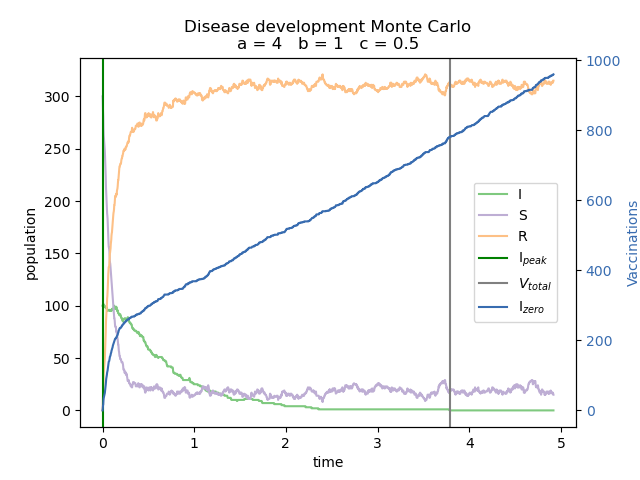 Disease development Monte Carlo
a = 4   b = 1   c = 0.5
300
250
200
150
100
50
0
population
0 1 2 3 4 5
time
1000
800
600
400
200
0
Vaccinations
I
S
R
I_peak
V_total
I_zero